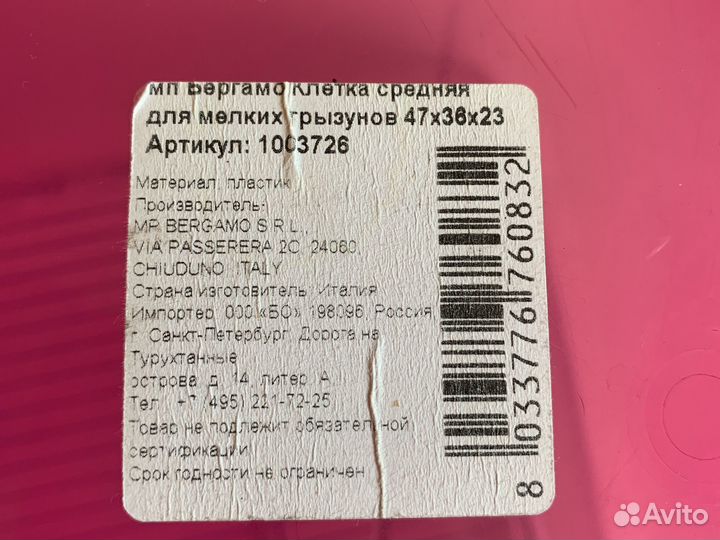 мп Бергамо Клетка средняя
для мелких грызунов 47x36x23
Артикул: 1003726
Материал: пластик
Производитель:
MP BERGAMO S.R.L.,
VIA PASSERERA 2C, 24060,
CHIUDUNO, ITALY
Страна изготовитель: Италия
Импортер: ООО «БО» 198096, Россия,
г. Санкт-Петербург, Дорога на
Турухтанные
острова, д. 14, литер. А
Тел.: +7(495) 221-72-25
Товар не подлежит обязательной
сертификации
Срок годности не ограничен
8 033776 760832
Avito